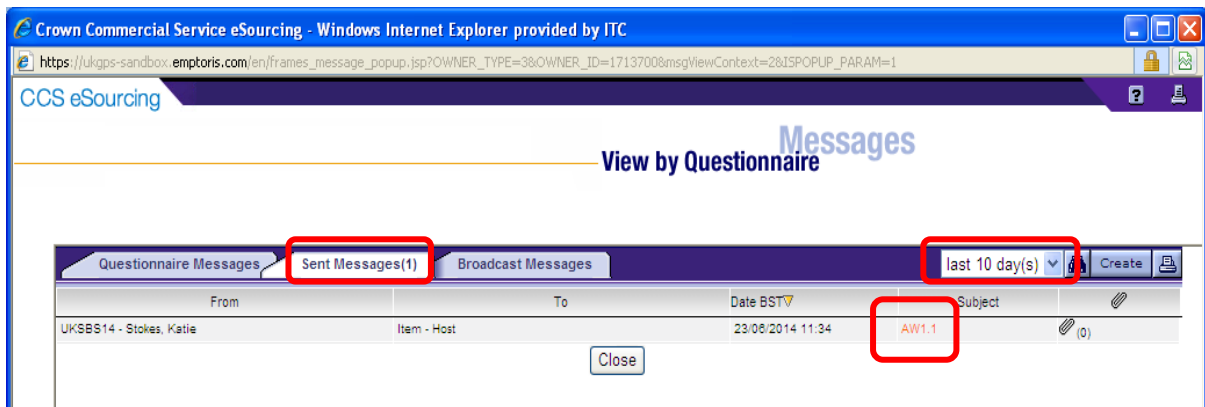 Crown Commercial Service eSourcing - Windows Internet Explorer provided by ITC
https://ukgps-sandbox.emptoris.com/en/frames_message_popup.jsp?OWNER_TYPE=3&OWNER_ID=1713700&msgViewContext=2&ISPOPUP_PARAM=1
CCS eSourcing
Messages
View by Questionnaire
Questionnaire Messages Sent Messages(1) Broadcast Messages last 10 day(s) Create
From To Date BST Subject
UKSBS14 - Stokes, Katie Item - Host 23/06/2014 11:34 AW1.1 (0)
Close